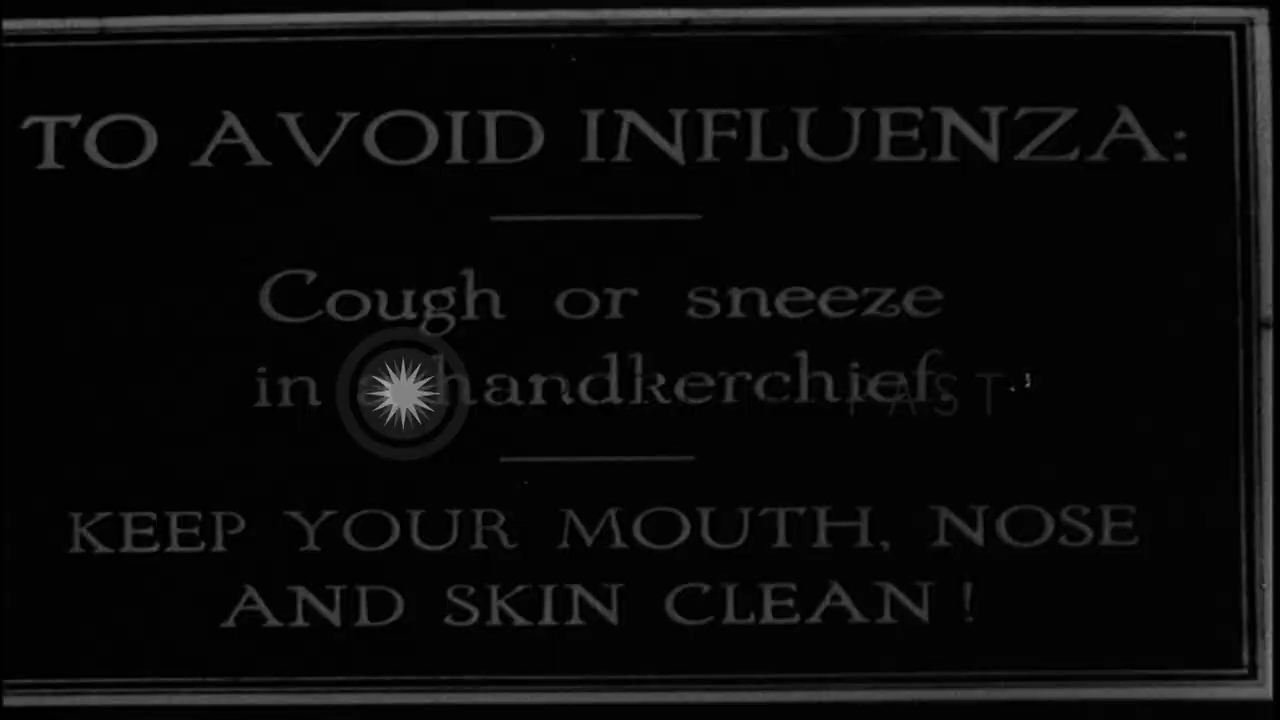 TO AVOID INFLUENZA:
Cough or sneeze
in a handkerchief.
KEEP YOUR MOUTH, NOSE
AND SKIN CLEAN!